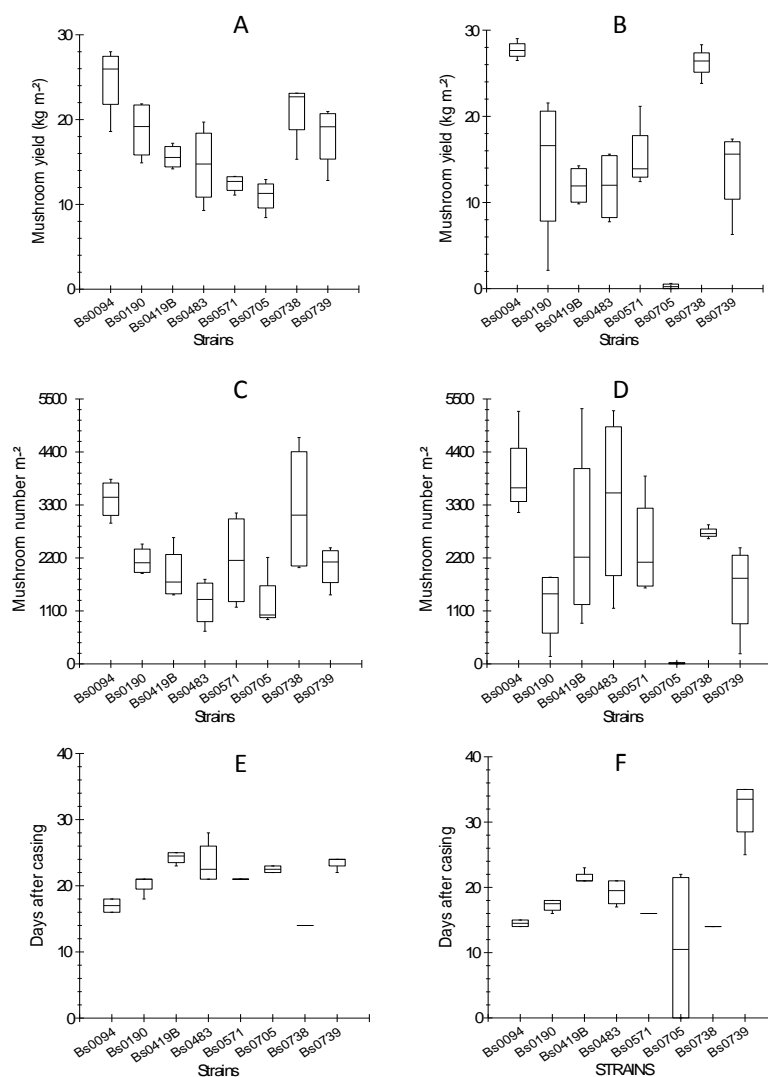 A
Mushroom yield (kg m-²)
30
20
10
0
Bs0094 Bs0190 Bs0419B Bs0483 Bs0571 Bs0705 Bs0738 Bs0739
Strains
B
Mushroom yield (kg m-²)
30
20
10
0
Bs0094 Bs0190 Bs0419B Bs0483 Bs0571 Bs0705 Bs0738 Bs0739
Strains
C
Mushroom number m-²
5500
4400
3300
2200
1100
0
Bs0094 Bs0190 Bs0419B Bs0483 Bs0571 Bs0705 Bs0738 Bs0739
Strains
D
Mushroom number m-²
5500
4400
3300
2200
1100
0
Bs0094 Bs0190 Bs0419B Bs0483 Bs0571 Bs0705 Bs0738 Bs0739
Strains
E
Days after casing
40
30
20
10
0
Bs0094 Bs0190 Bs0419B Bs0483 Bs0571 Bs0705 Bs0738 Bs0739
Strains
F
Days after casing
40
30
20
10
0
Bs0094 Bs0190 Bs0419B Bs0483 Bs0571 Bs0705 Bs0738 Bs0739
STRAINS